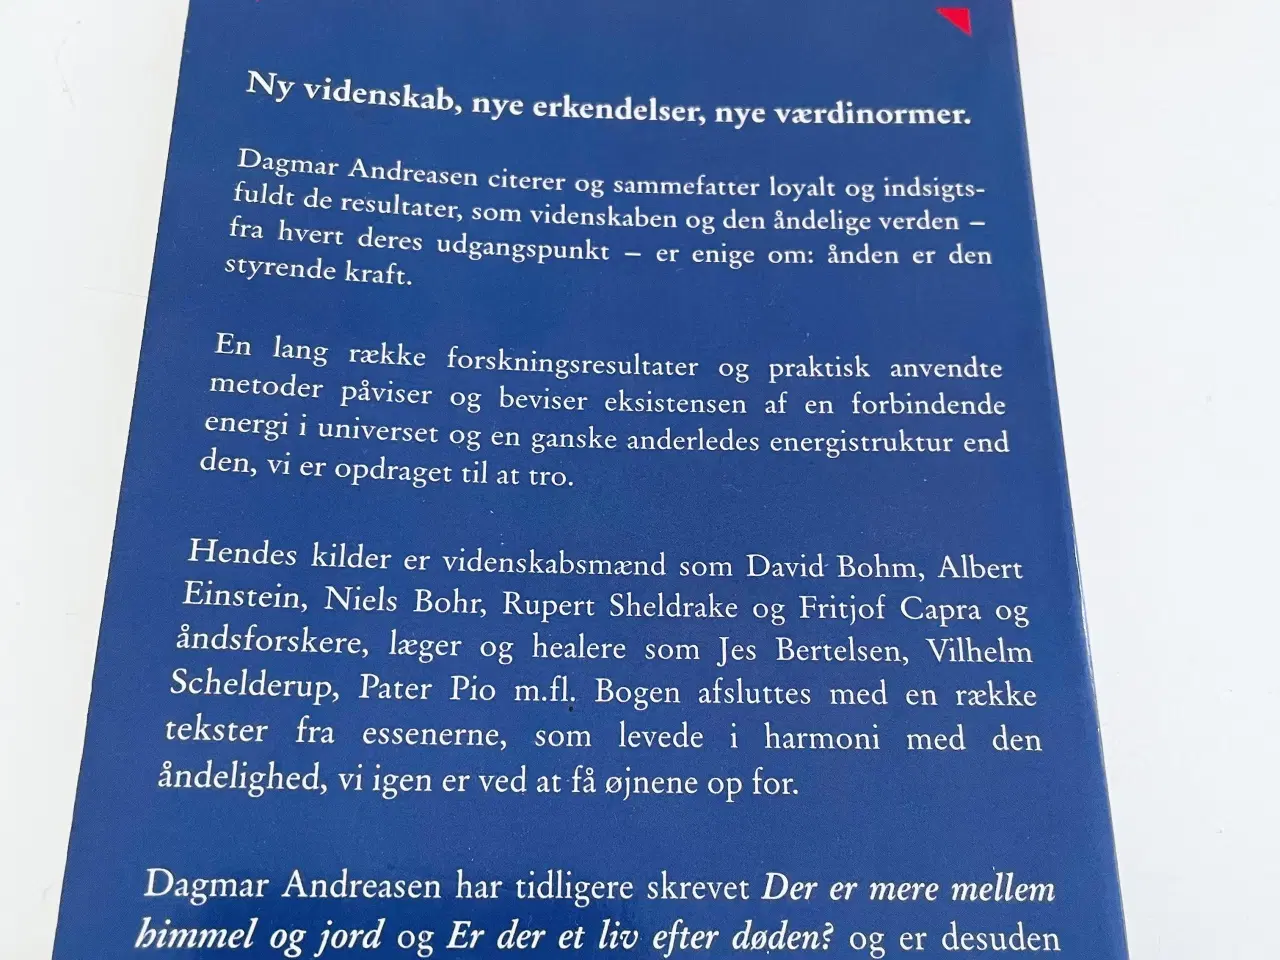 Ny videnskab, nye erkendelser, nye værdinormer.
Dagmar Andreasen citerer og sammefatter loyalt og indsigts-
fuldt de resultater, som videnskaben og den åndelige verden –
fra hvert deres udgangspunkt – er enige om: ånden er den
styrende kraft.
En lang række forskningsresultater og praktisk anvendte
metoder påviser og beviser eksistensen af en forbindende
energi i universet og en ganske anderledes energistruktur end
den, vi er opdraget til at tro.
Hendes kilder er videnskabsmænd som David Bohm, Albert
Einstein, Niels Bohr, Rupert Sheldrake og Fritjof Capra og
åndsforskere, læger og healere som Jes Bertelsen, Vilhelm
Schelderup, Pater Pio m.fl. Bogen afsluttes med en række
tekster fra essenerne, som levede i harmoni med den
åndelighed, vi igen er ved at få øjnene op for.
Dagmar Andreasen har tidligere skrevet Der er mere mellem
himmel og jord og Er der et liv efter døden? og er desuden